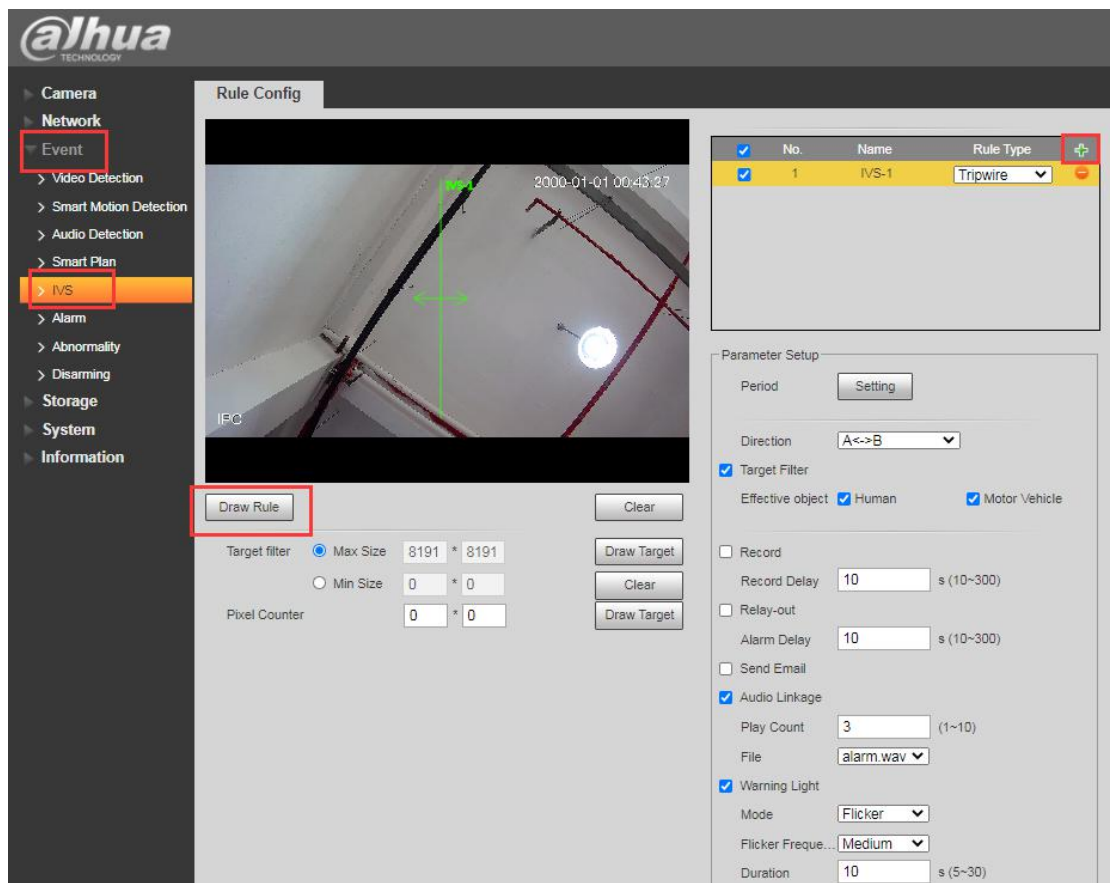 alhua
TECHNOLOGY
Camera
Network
Event
Video Detection
Smart Motion Detection
Audio Detection
Smart Plan
IVS
Alarm
Abnormality
Disarming
Storage
System
Information
Rule Config
IVS-1
2000-01-01 00:43:27
IPC
Draw Rule
Clear
Target filter Max Size 8191 * 8191 Draw Target
Min Size 0 * 0 Clear
Pixel Counter 0 * 0 Draw Target
No. Name Rule Type
1 IVS-1 Tripwire
Parameter Setup
Period Setting
Direction A<->B
Target Filter
Effective object Human Motor Vehicle
Record
Record Delay 10 s (10~300)
Relay-out
Alarm Delay 10 s (10~300)
Send Email
Audio Linkage
Play Count 3 (1~10)
File alarm.wav
Warning Light
Mode Flicker
Flicker Freque... Medium
Duration 10 s (5~30)